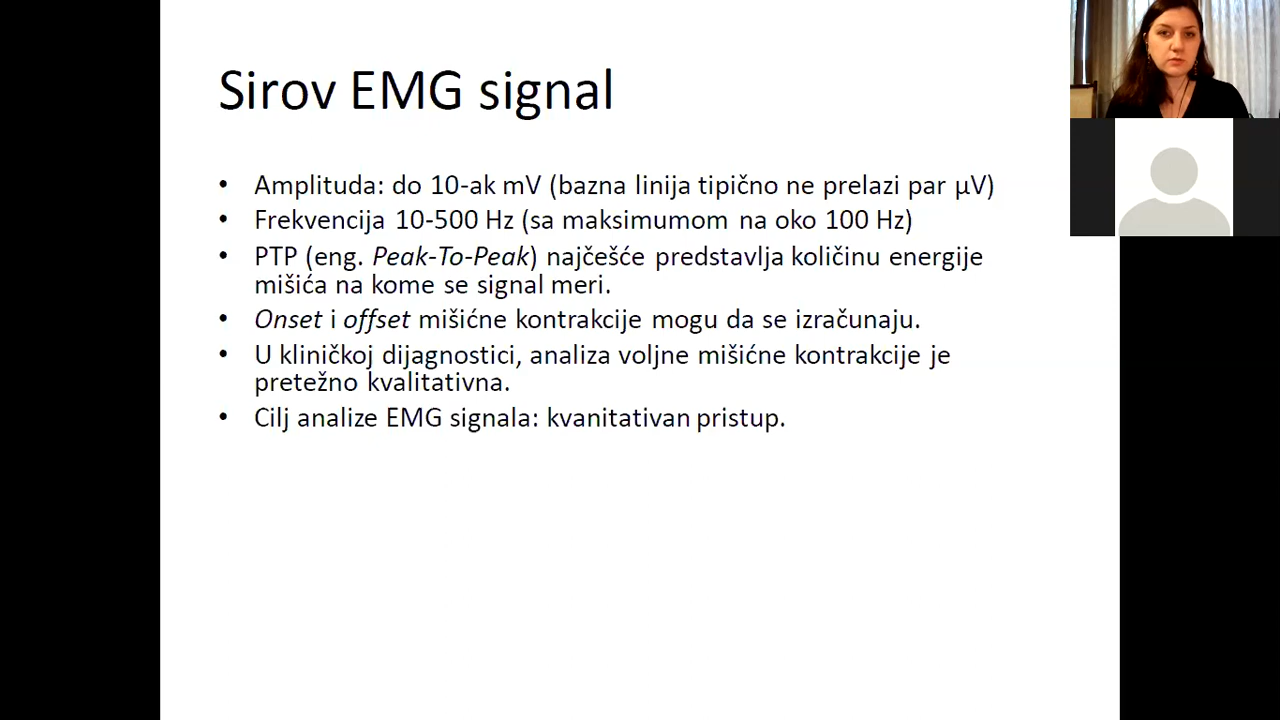 Sirov EMG signal
• Amplituda: do 10-ak mV (bazna linija tipično ne prelazi par μV)
• Frekvencija 10-500 Hz (sa maksimumom na oko 100 Hz)
• PTP (eng. Peak-To-Peak) najčešće predstavlja količinu energije
mišića na kome se signal meri.
• Onset i offset mišićne kontrakcije mogu da se izračunaju.
• U kliničkoj dijagnostici, analiza voljne mišićne kontrakcije je
pretežno kvalitativna.
• Cilj analize EMG signala: kvanitativan pristup.